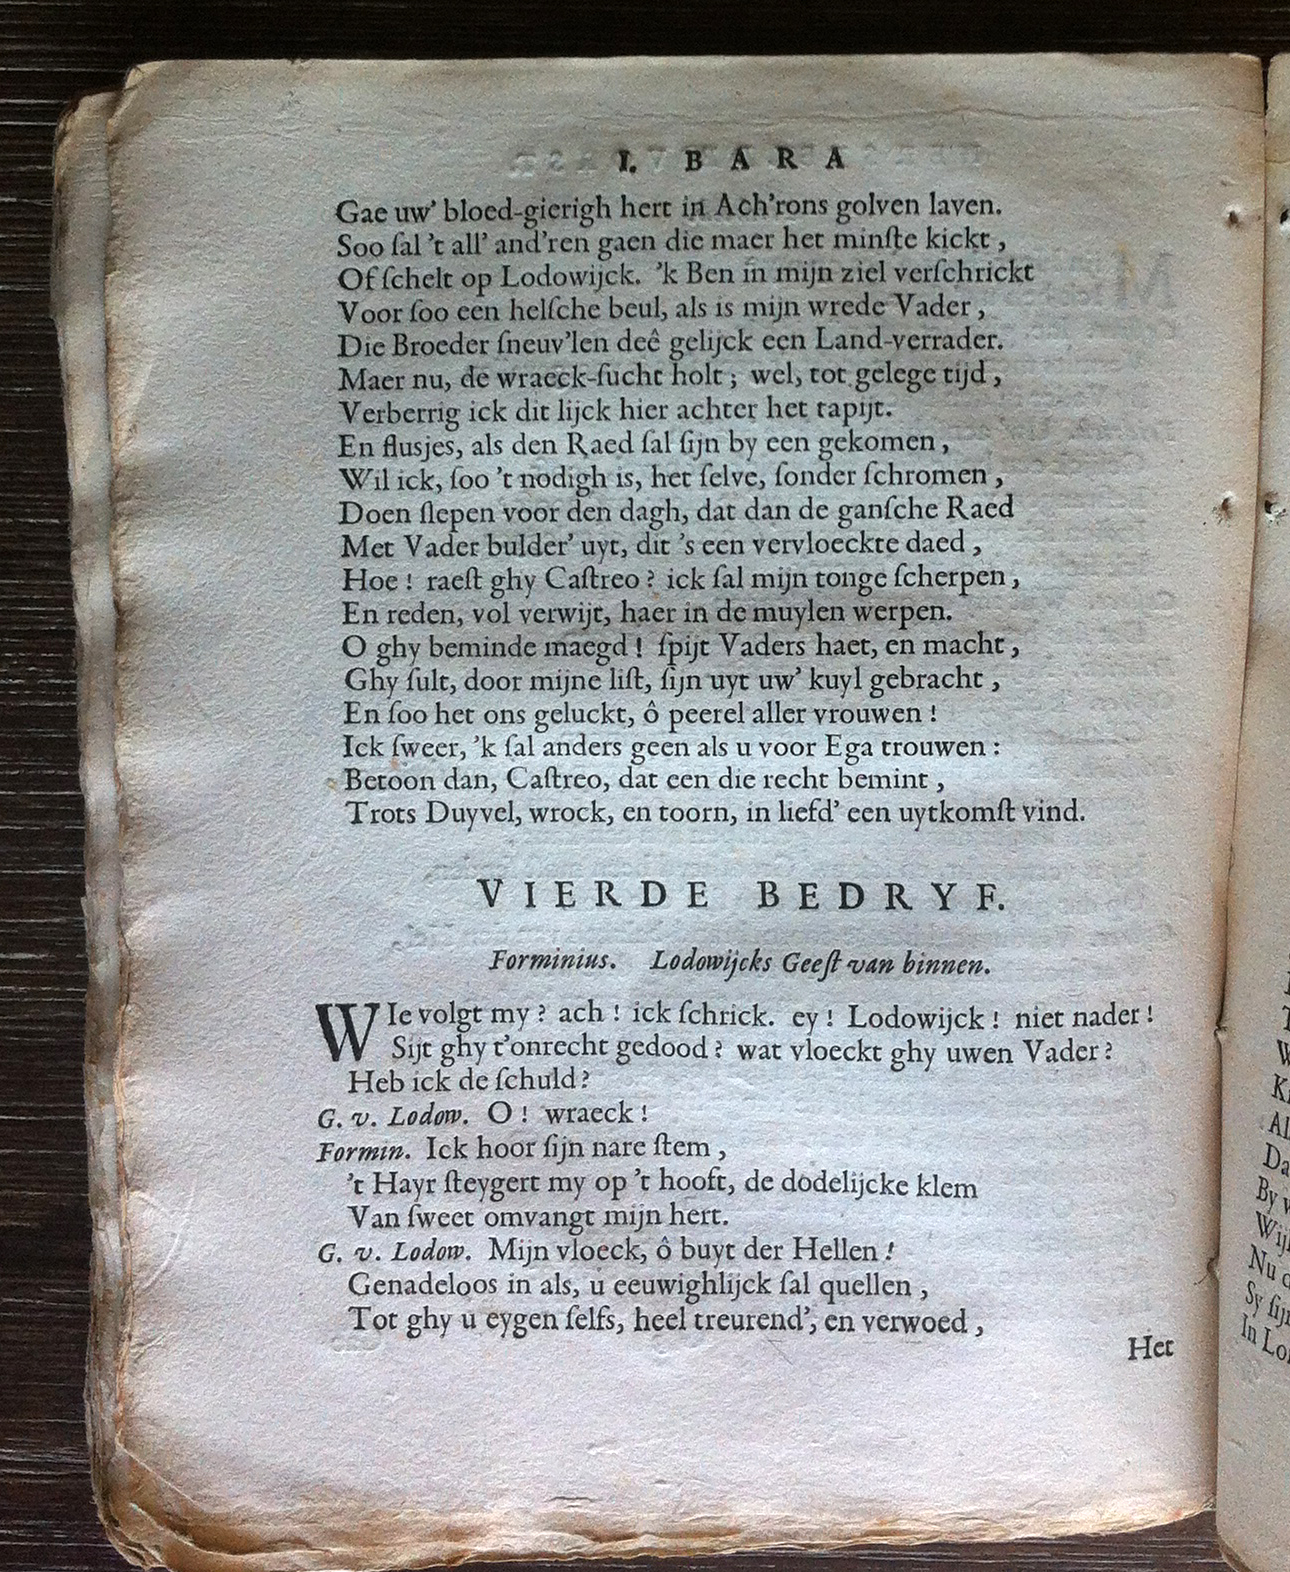 I. BARA
Gae uw' bloed-gierigh hert in Ach'rons golven laven.
Soo ſal 't all' and'ren gaen die maer het minſte kickt,
Of ſchelt op Lodowijck. 'k Ben in mijn ziel verſchrickt
Voor ſoo een helſche beul, als is mijn wrede Vader,
Die Broeder ſneuv'len deê gelijck een Land-verrader.
Maer nu, de wraeck-ſucht holt; wel, tot gelege tijd,
Verberrig ick dit lijck hier achter het tapijt.
En fluſjes, als den Raed ſal ſijn by een gekomen,
Wil ick, ſoo 't nodigh is, het ſelve, ſonder ſchromen,
Doen ſlepen voor den dagh, dat dan de ganſche Raed
Met Vader bulder' uyt, dit 's een vervloeckte daed,
Hoe! raeſt ghy Caſtreo? ick ſal mijn tonge ſcherpen,
En reden, vol verwijt, haer in de muylen werpen.
O ghy beminde maegd! ſpijt Vaders haet, en macht,
Ghy ſult, door mijne liſt, ſijn uyt uw' kuyl gebracht,
En ſoo het ons geluckt, ô peerel aller vrouwen!
Ick ſweer, 'k ſal anders geen als u voor Ega trouwen:
Betoon dan, Caſtreo, dat een die recht bemint,
Trots Duyvel, wrock, en toorn, in liefd' een uytkomſt vind.
VIERDE BEDRYF.
Forminius. Lodowijcks Geeſt van binnen.
WIe volgt my? ach! ick ſchrick. ey! Lodowijck! niet nader!
Sijt ghy t'onrecht gedood? wat vloeckt ghy uwen Vader?
Heb ick de ſchuld?
G. v. Lodow. O! wraeck!
Formin. Ick hoor ſijn nare ſtem,
't Hayr ſteygert my op 't hooft, de dodelijcke klem
Van ſweet omvangt mijn hert.
G. v. Lodow. Mijn vloeck, ô buyt der Hellen!
Genadeloos in als, u eeuwighlijck ſal quellen,
Tot ghy u eygen ſelfs, heel treurend', en verwoed,
Het